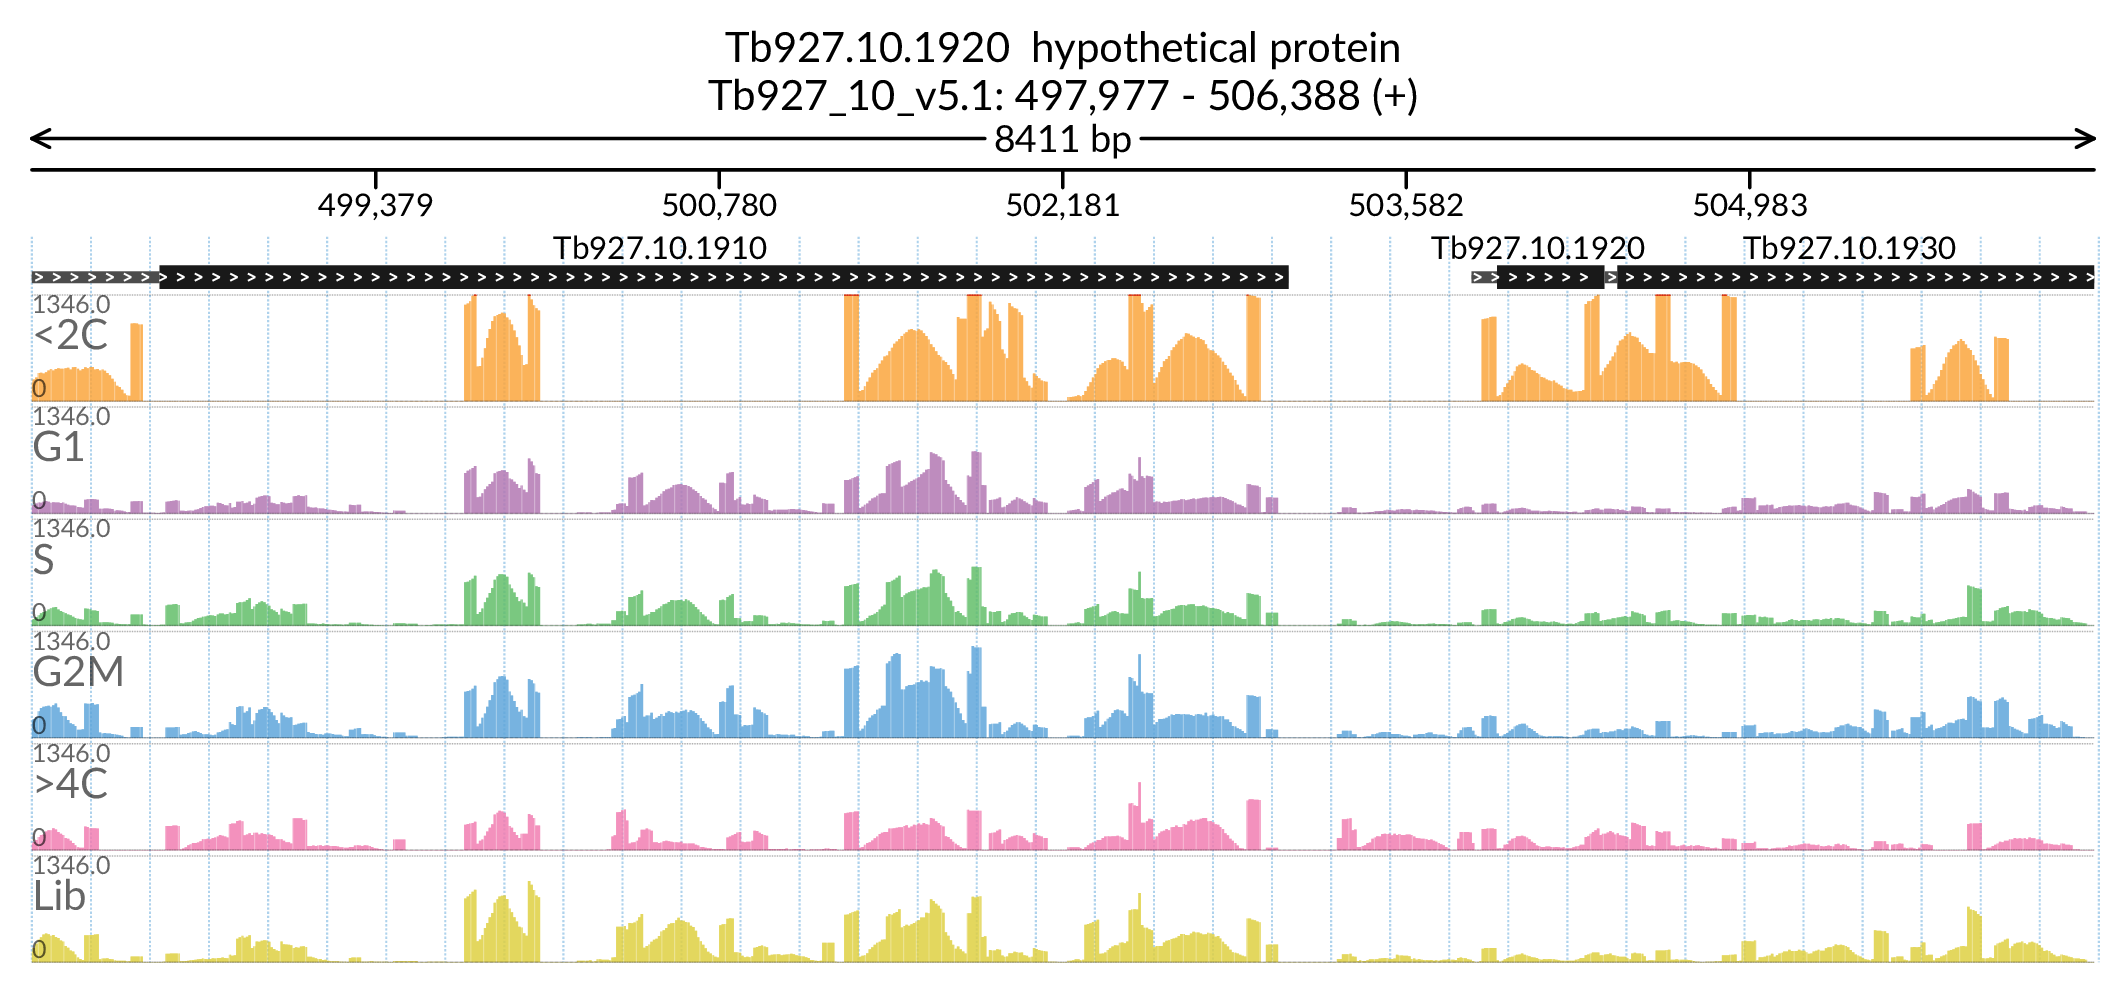 Tb927.10.1920  hypothetical protein
Tb927_10_v5.1: 497,977 - 506,388 (+)
8411 bp
499,379 500,780 502,181 503,582 504,983
Tb927.10.1910 Tb927.10.1920 Tb927.10.1930
1346.0
<2C
0
1346.0
G1
0
1346.0
S
0
1346.0
G2M
0
1346.0
>4C
0
1346.0
Lib
0